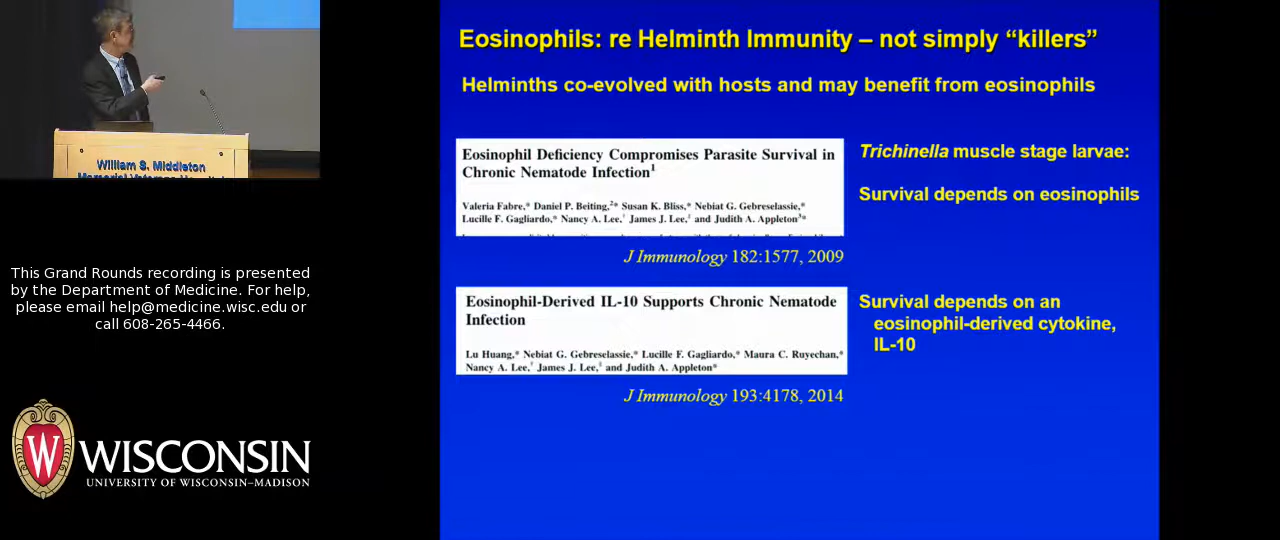 William S. Middleton
Memorial Veterans Hospital
This Grand Rounds recording is presented
by the Department of Medicine. For help,
please email help@medicine.wisc.edu or
call 608-265-4466.
W
WISCONSIN
UNIVERSITY OF WISCONSIN–MADISON
Eosinophils: re Helminth Immunity – not simply “killers”
Helminths co-evolved with hosts and may benefit from eosinophils
Eosinophil Deficiency Compromises Parasite Survival in
Chronic Nematode Infection¹
Valeria Fabre,* Daniel P. Beiting,²* Susan K. Bliss,* Nebiat G. Gebreselassie,*
Lucille F. Gagliardo,* Nancy A. Lee,† James J. Lee,‡ and Judith A. Appleton³*
J Immunology 182:1577, 2009
Trichinella muscle stage larvae:
Survival depends on eosinophils
Eosinophil-Derived IL-10 Supports Chronic Nematode
Infection
Lu Huang,* Nebiat G. Gebreselassie,* Lucille F. Gagliardo,* Maura C. Ruyechan,*
Nancy A. Lee,† James J. Lee,‡ and Judith A. Appleton*
J Immunology 193:4178, 2014
Survival depends on an
eosinophil-derived cytokine,
IL-10